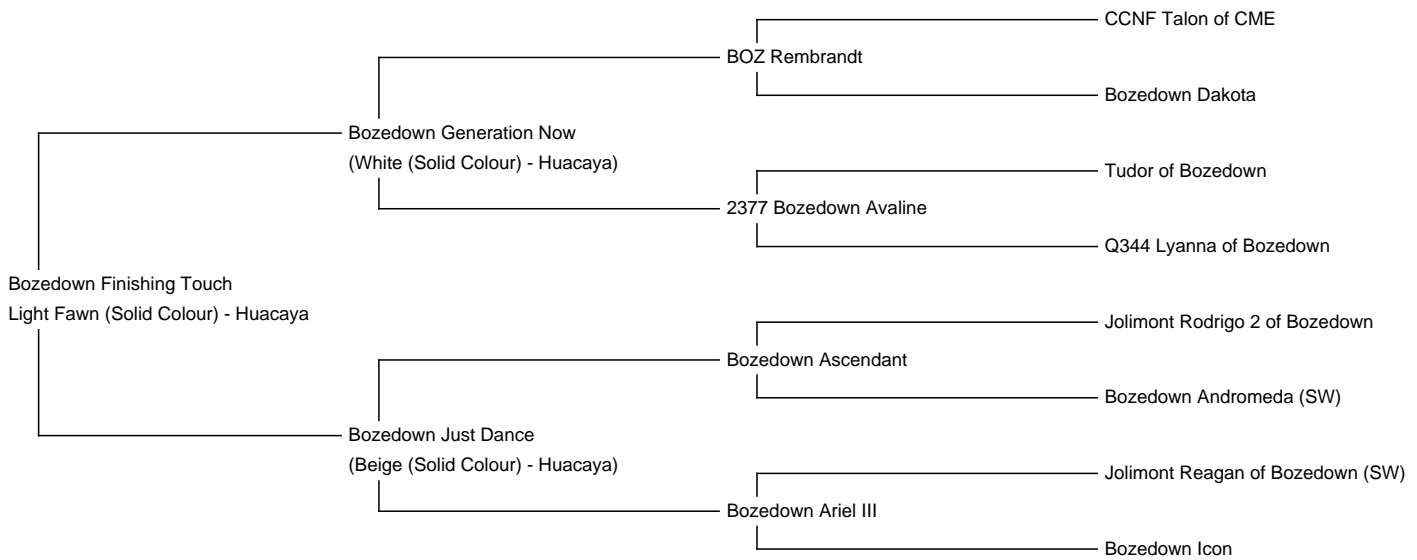 CCNF Talon of CME
BOZ Rembrandt
Bozedown Dakota
Bozedown Generation Now
(White (Solid Colour) - Huacaya)
Tudor of Bozedown
2377 Bozedown Avaline
Q344 Lyanna of Bozedown
Bozedown Finishing Touch
Light Fawn (Solid Colour) - Huacaya
Jolimont Rodrigo 2 of Bozedown
Bozedown Ascendant
Bozedown Andromeda (SW)
Bozedown Just Dance
(Beige (Solid Colour) - Huacaya)
Jolimont Reagan of Bozedown (SW)
Bozedown Ariel III
Bozedown Icon